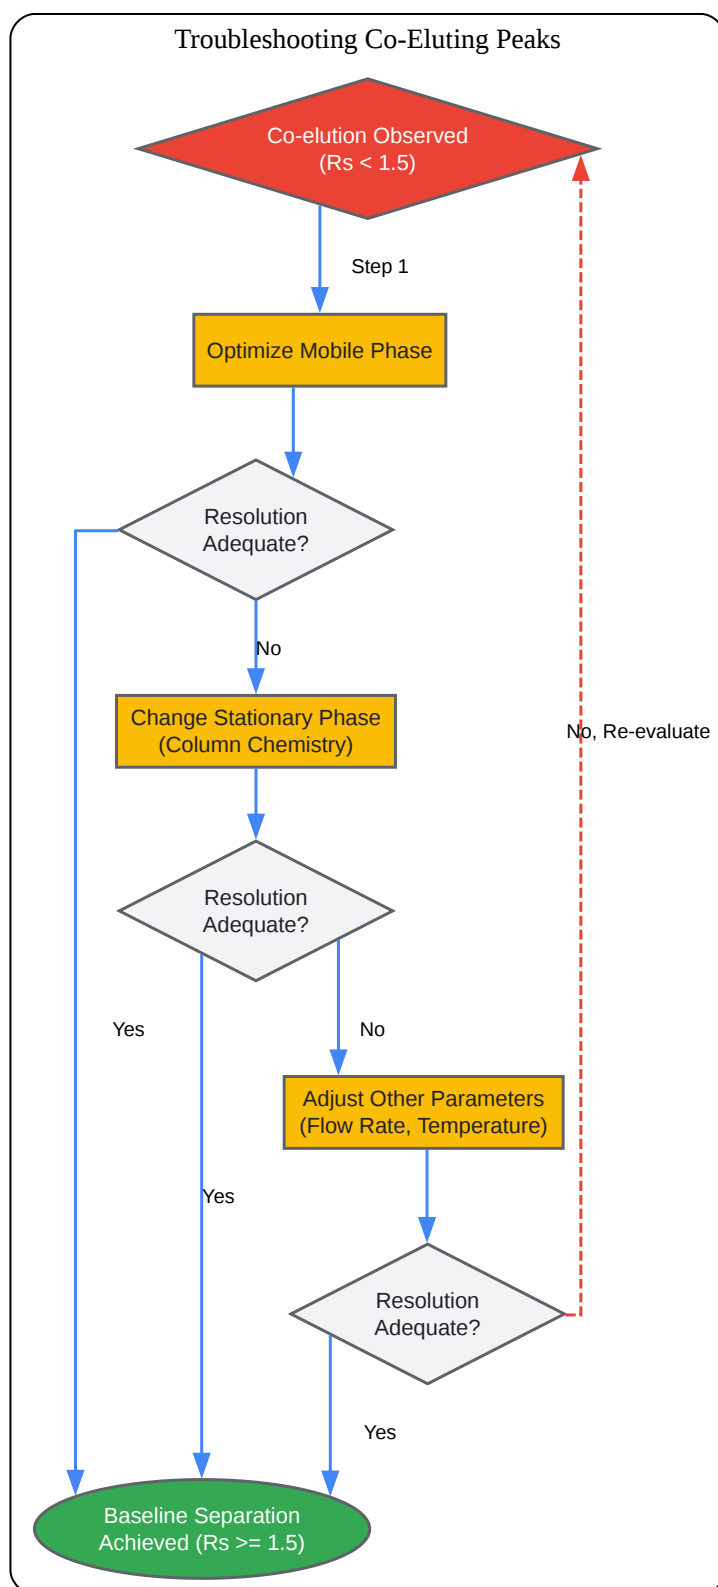 Troubleshooting Co-Eluting Peaks
Co-elution Observed
(Rs < 1.5)
Step 1
Optimize Mobile Phase
Resolution
Adequate?
No
Change Stationary Phase
(Column Chemistry)
No, Re-evaluate
Resolution
Adequate?
Yes
No
Adjust Other Parameters
(Flow Rate, Temperature)
Yes
Resolution
Adequate?
Yes
Baseline Separation
Achieved (Rs >= 1.5)